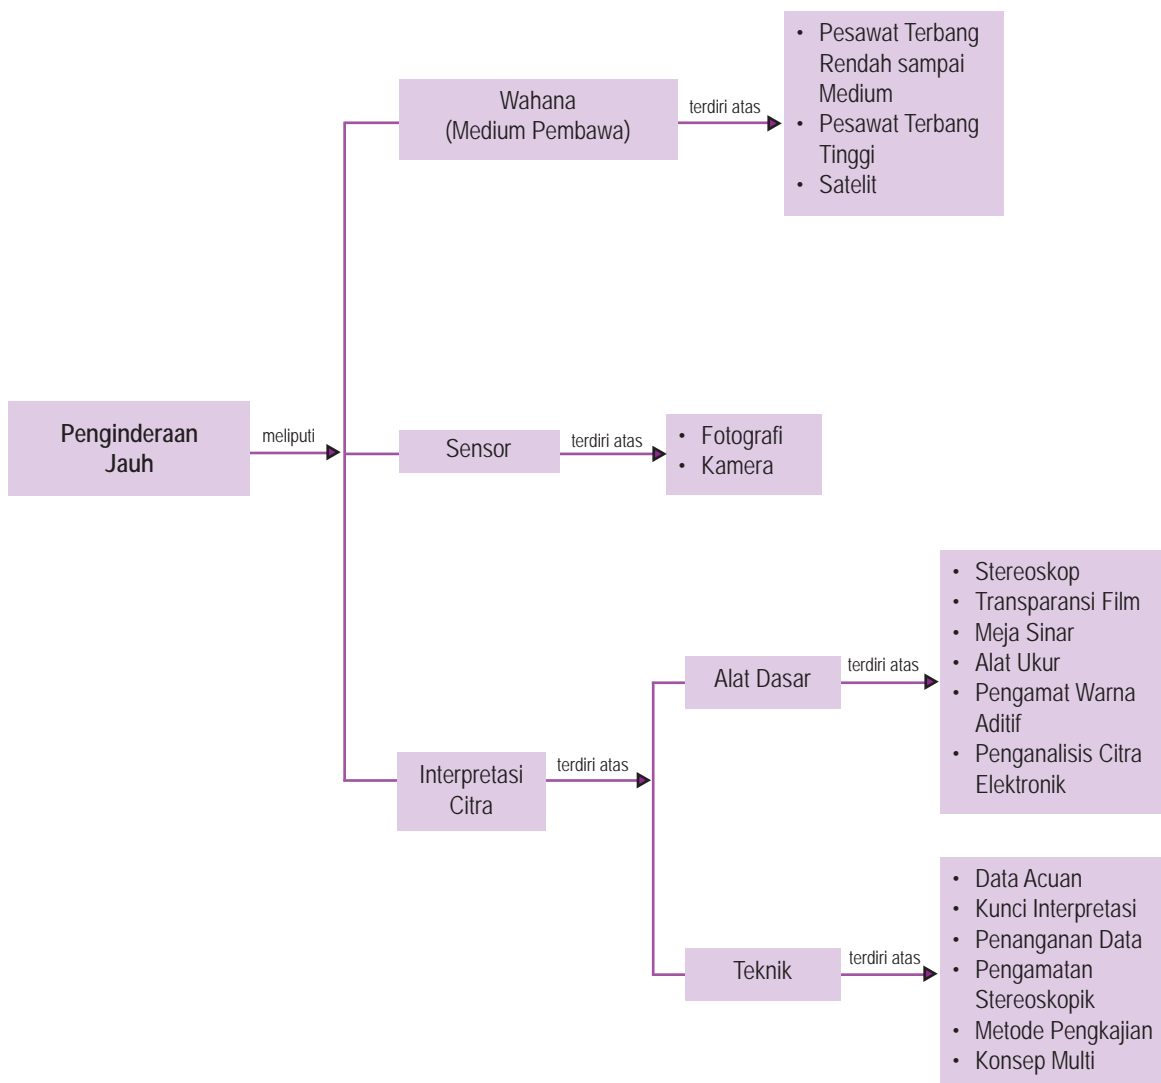 Penginderaan
Jauh
meliputi
Wahana
(Medium Pembawa)
terdiri atas
• Pesawat Terbang
Rendah sampai
Medium
• Pesawat Terbang
Tinggi
• Satelit
Sensor
terdiri atas
• Fotografi
• Kamera
Interpretasi
Citra
terdiri atas
Alat Dasar
terdiri atas
• Stereoskop
• Transparansi Film
• Meja Sinar
• Alat Ukur
• Pengamat Warna
Aditif
• Penganalisis Citra
Elektronik
Teknik
terdiri atas
• Data Acuan
• Kunci Interpretasi
• Penanganan Data
• Pengamatan
Stereoskopik
• Metode Pengkajian
• Konsep Multi